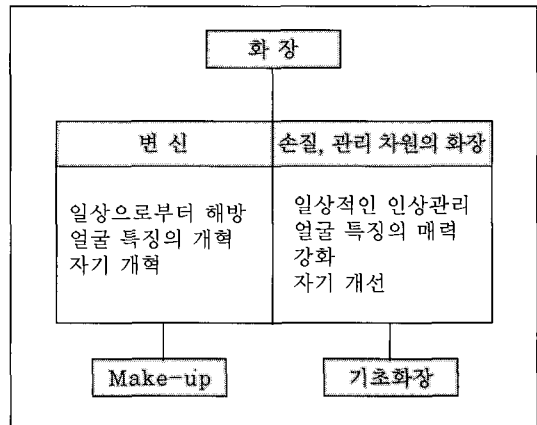 화 장
변 신
손질, 관리 차원의 화장
일상으로부터 해방
얼굴 특징의 개혁
자기 개혁
일상적인 인상관리
얼굴 특징의 매력
강화
자기 개선
Make-up
기초화장